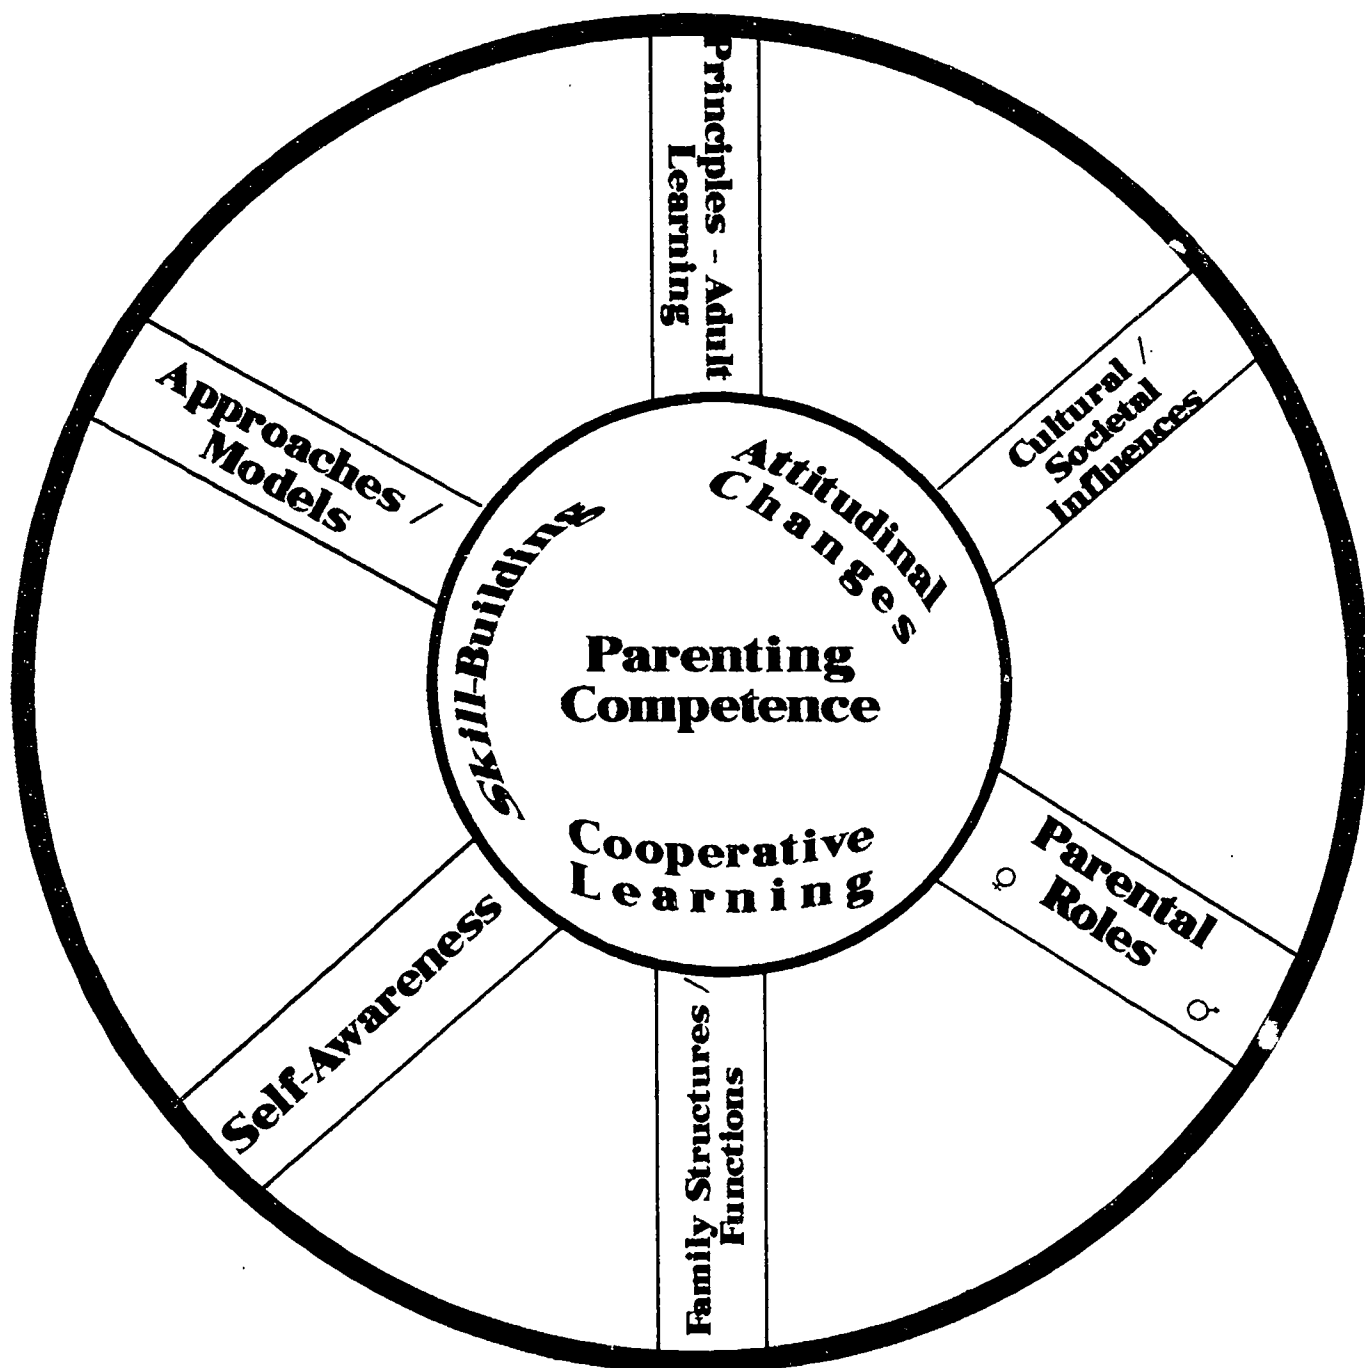 Principles - Adult
Learning
Cultural /
Societal
Influences
Approaches /
Models
Attitudinal
Changes
Skill-Building
Parenting
Competence
Cooperative
Learning
Parental
Roles
♀
♂
Self-Awareness
Family Structures /
Functions